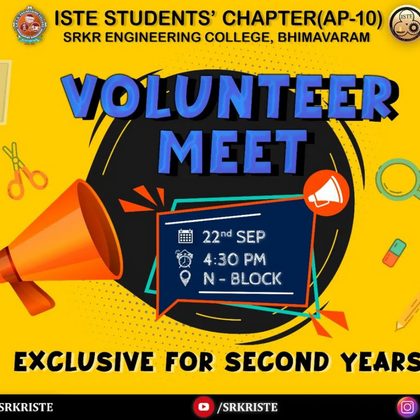 ISTE STUDENTS' CHAPTER(AP-10)
SRKR ENGINEERING COLLEGE, BHIMAVARAM
VOLUNTEER
MEET
22nd SEP
4:30 PM
N - BLOCK
EXCLUSIVE FOR SECOND YEARS
/SRKRISTE
/SRKRISTE